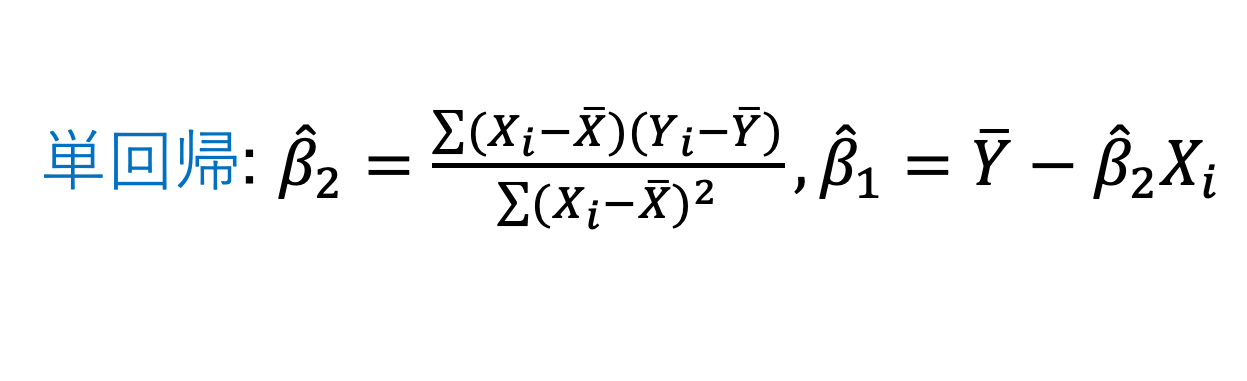 単回帰: β̂₂ = ∑(Xᵢ−X̄)(Yᵢ−Ȳ) / ∑(Xᵢ−X̄)² , β̂₁ = Ȳ − β̂₂Xᵢ